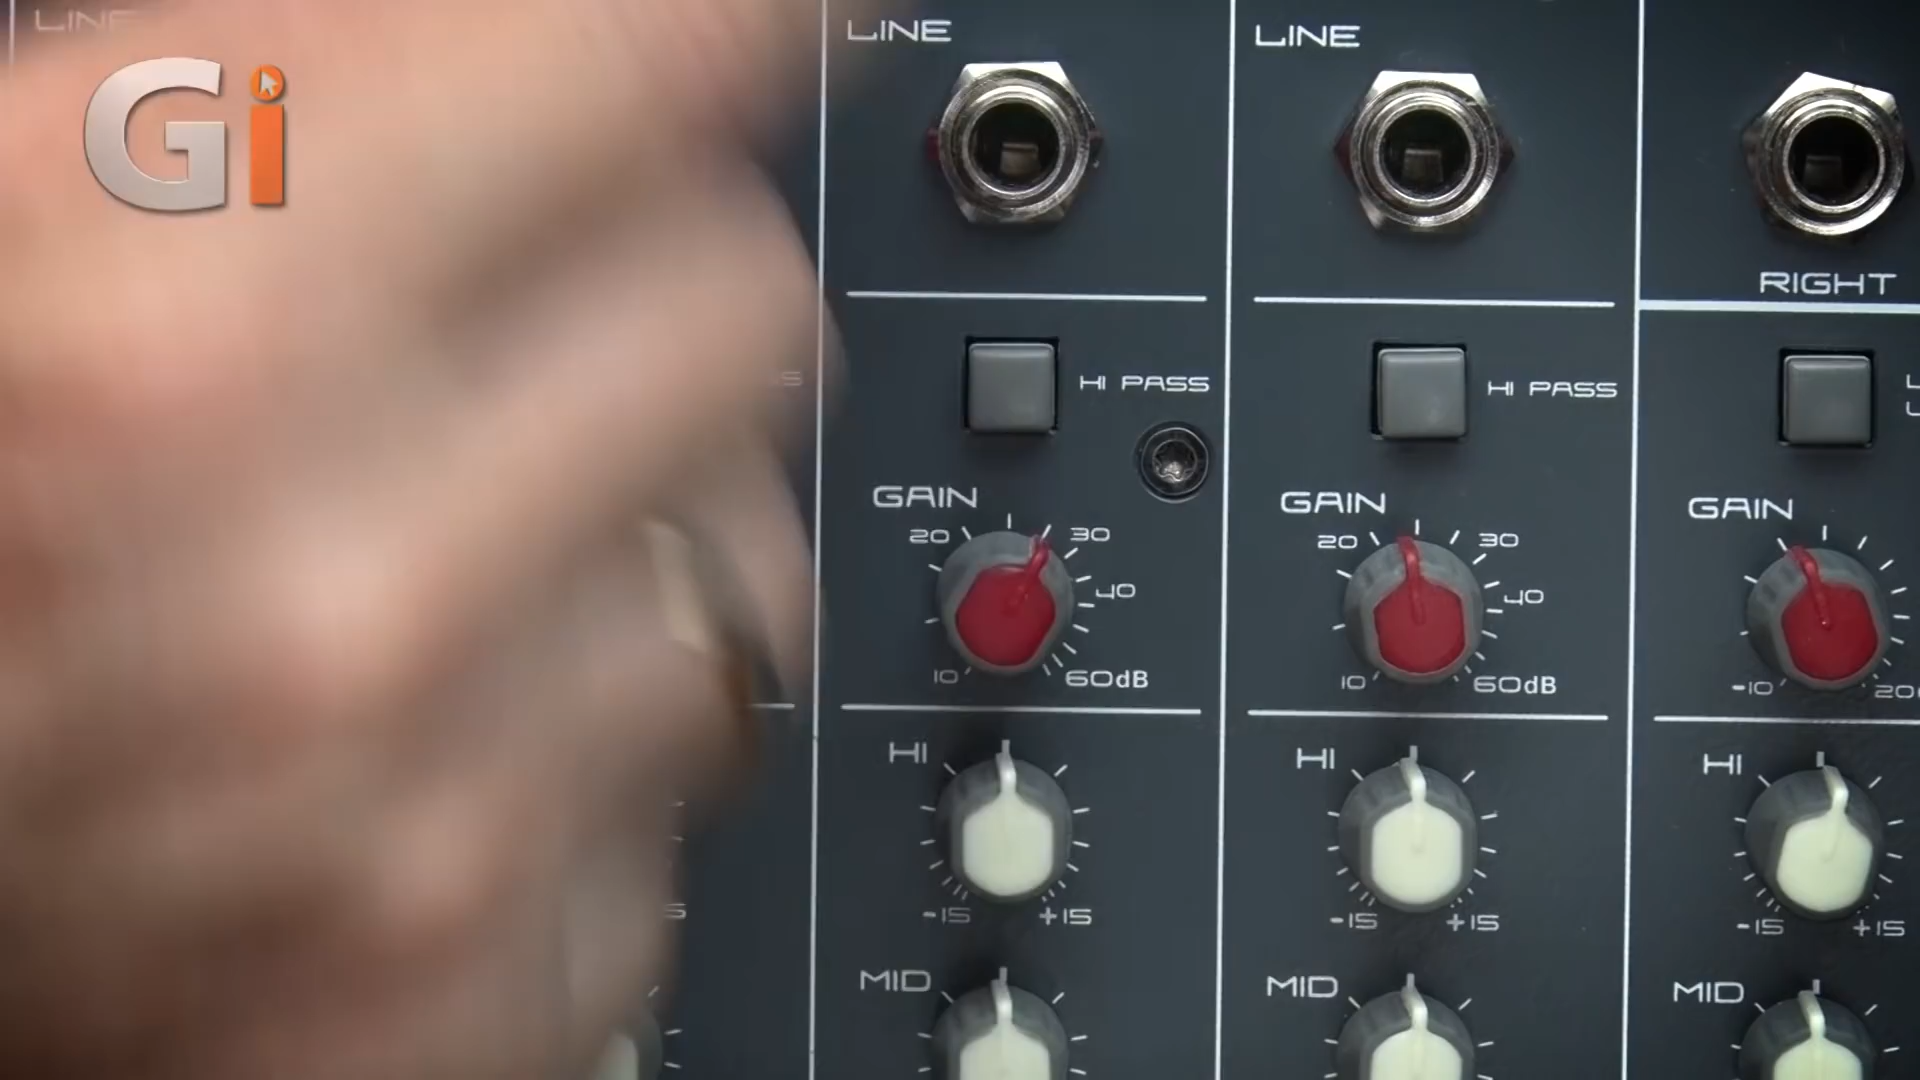 Gi
LINE
LINE
LINE
RIGHT
HI PASS
HI PASS
GAIN
20
30
40
10
60dB
GAIN
20
30
40
10
60dB
GAIN
-10
HI
-15
+15
HI
-15
+15
HI
-15
+15
MID
MID
MID